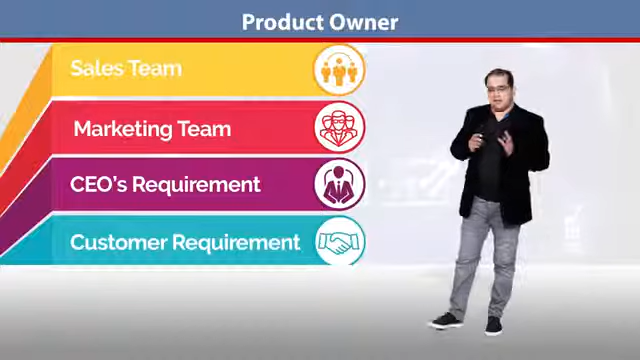 Product Owner
Sales Team
Marketing Team
CEO's Requirement
Customer Requirement